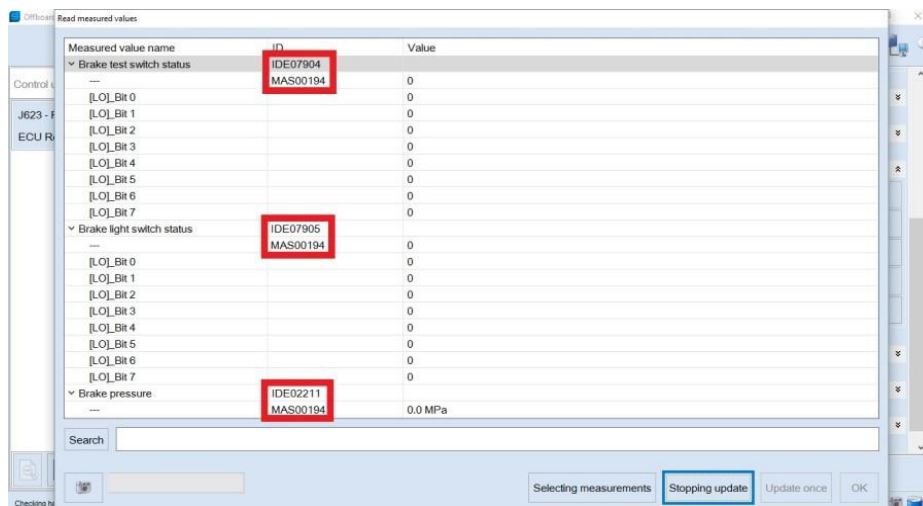 Offboar
Read measured values
Measured value name ID Value
Brake test switch status IDE07904
--- MAS00194 0
[LO]_Bit 0 0
[LO]_Bit 1 0
[LO]_Bit 2 0
[LO]_Bit 3 0
[LO]_Bit 4 0
[LO]_Bit 5 0
[LO]_Bit 6 0
[LO]_Bit 7 0
Brake light switch status IDE07905
--- MAS00194 0
[LO]_Bit 0 0
[LO]_Bit 1 0
[LO]_Bit 2 0
[LO]_Bit 3 0
[LO]_Bit 4 0
[LO]_Bit 5 0
[LO]_Bit 6 0
[LO]_Bit 7 0
Brake pressure IDE02211
--- MAS00194 0.0 MPa
Search
Selecting measurements Stopping update Update once OK
Control u
J623 - F
ECU R
Checking h